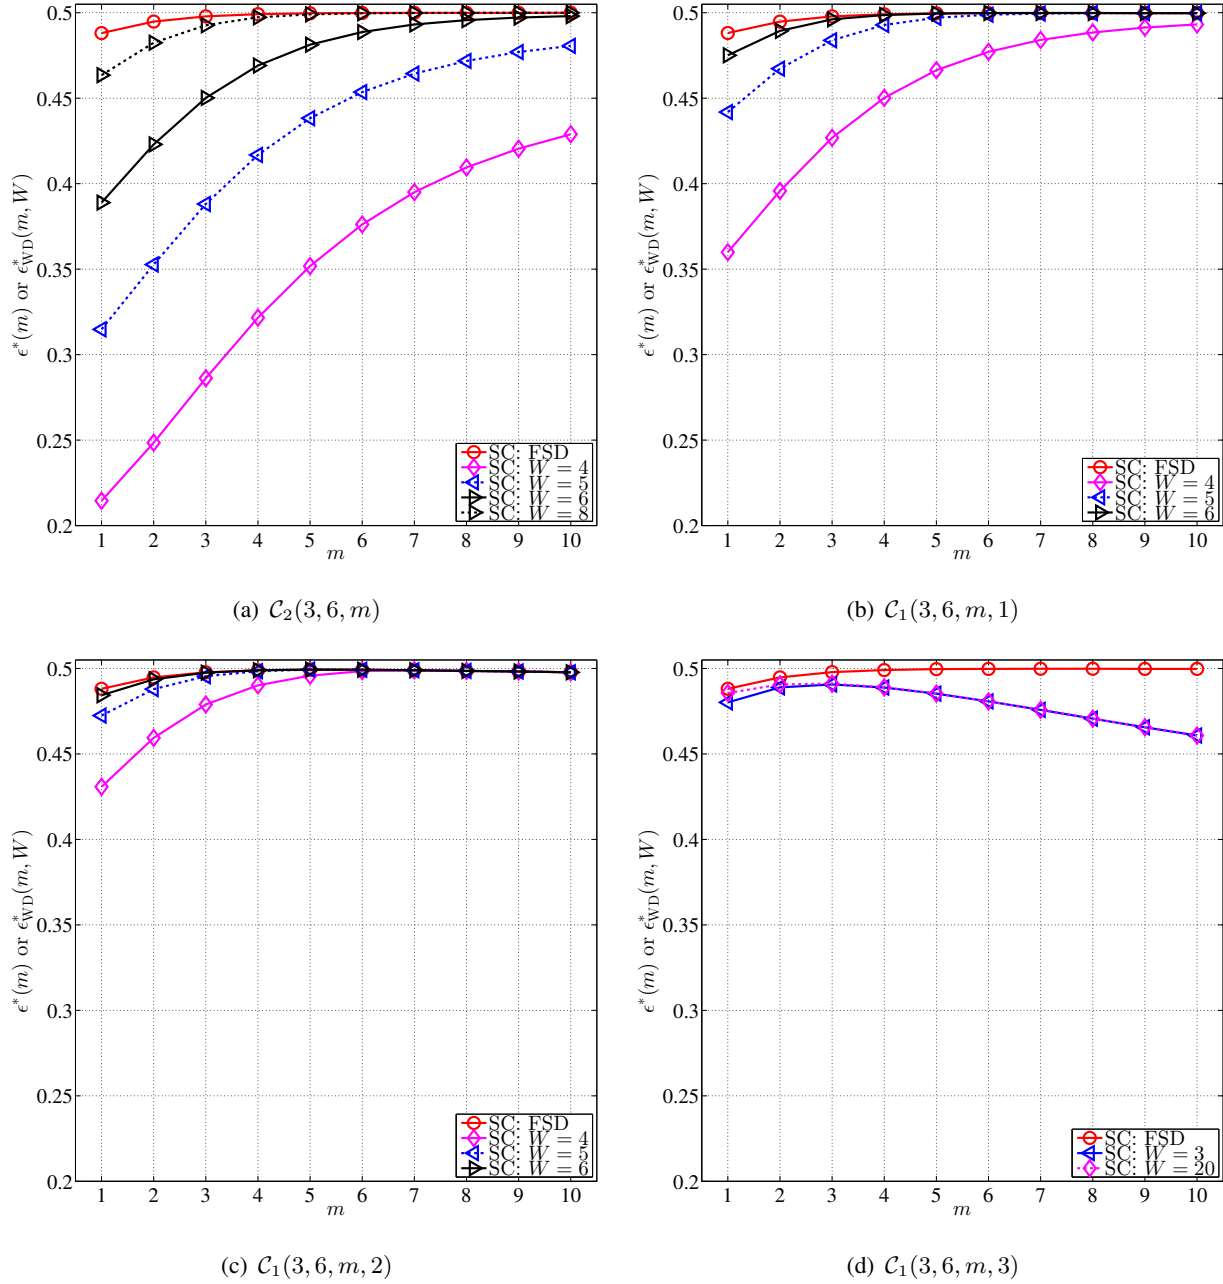 0.5
0.45
0.4
0.35
0.3
0.25
0.2
1 2 3 4 5 6 7 8 9 10
m
ϵ*(m) or ϵ*WD(m, W)
SC: FSD
SC: W = 4
SC: W = 5
SC: W = 6
SC: W = 8
(a) C₂(3, 6, m)
0.5
0.45
0.4
0.35
0.3
0.25
0.2
1 2 3 4 5 6 7 8 9 10
m
ϵ*(m) or ϵ*WD(m, W)
SC: FSD
SC: W = 4
SC: W = 5
SC: W = 6
(b) C₁(3, 6, m, 1)
0.5
0.45
0.4
0.35
0.3
0.25
0.2
1 2 3 4 5 6 7 8 9 10
m
ϵ*(m) or ϵ*WD(m, W)
SC: FSD
SC: W = 4
SC: W = 5
SC: W = 6
(c) C₁(3, 6, m, 2)
0.5
0.45
0.4
0.35
0.3
0.25
0.2
1 2 3 4 5 6 7 8 9 10
m
ϵ*(m) or ϵ*WD(m, W)
SC: FSD
SC: W = 3
SC: W = 20
(d) C₁(3, 6, m, 3)